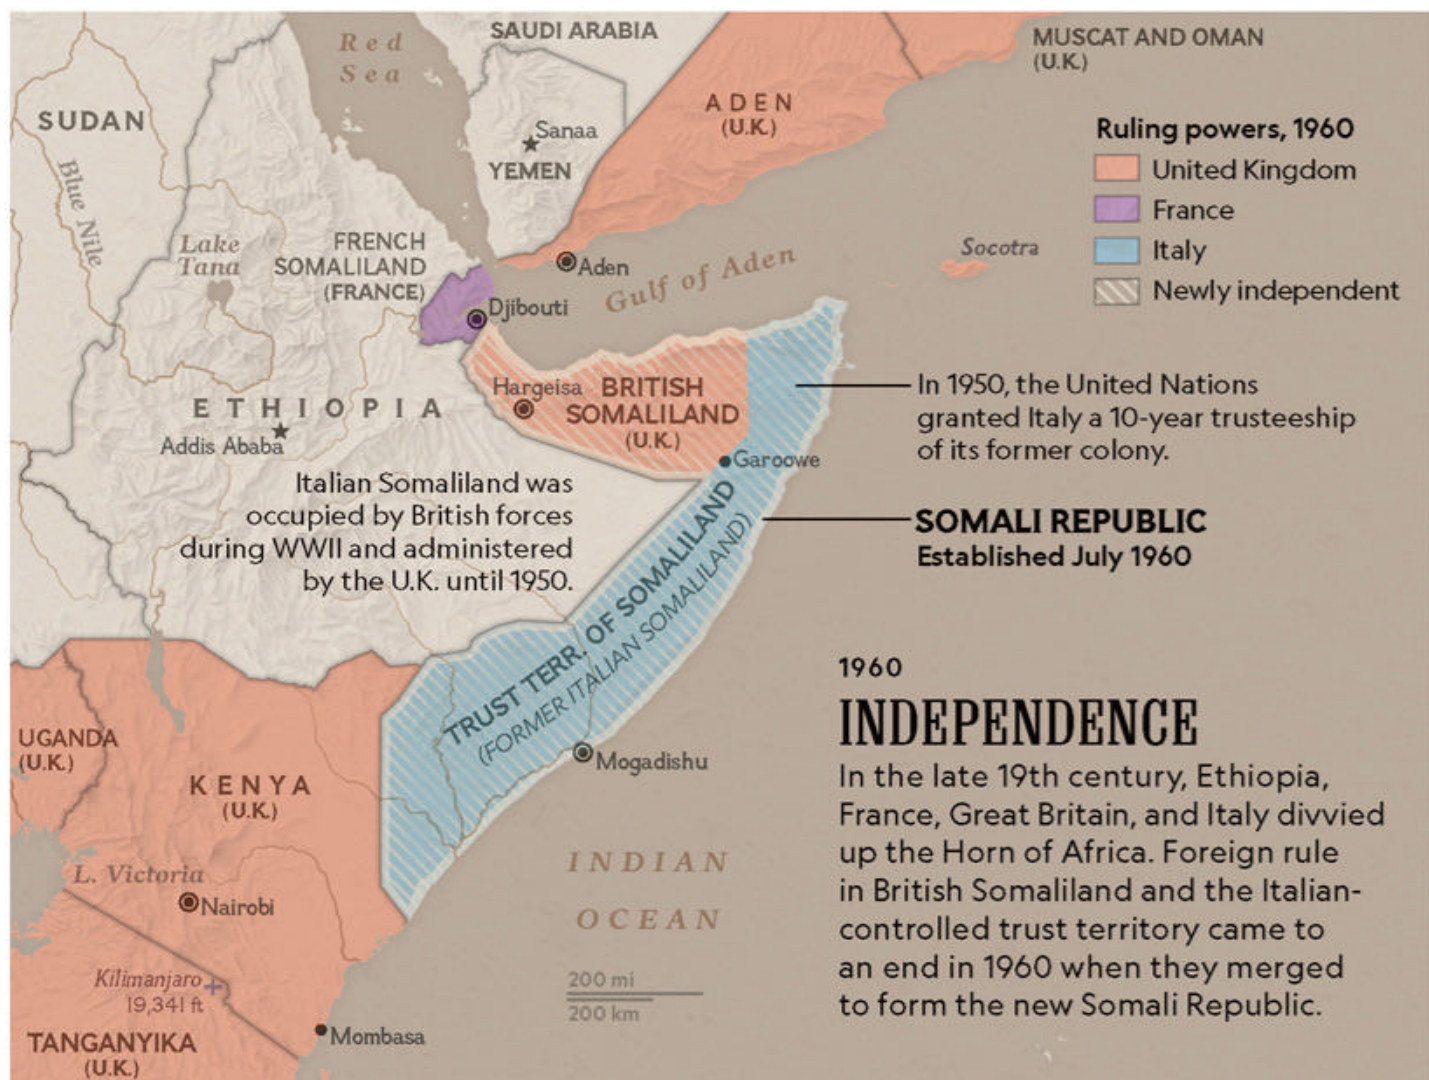 SAUDI ARABIA
Red
Sea
MUSCAT AND OMAN
(U.K.)
ADEN
(U.K.)
SUDAN
Sanaa
YEMEN
Ruling powers, 1960
United Kingdom
France
Italy
Newly independent
Blue Nile
Lake
Tana
FRENCH
SOMALILAND
(FRANCE)
Aden
Gulf of Aden
Socotra
Djibouti
Hargeisa
BRITISH
SOMALILAND
(U.K.)
ETHIOPIA
Addis Ababa
Garoowe
In 1950, the United Nations
granted Italy a 10-year trusteeship
of its former colony.
Italian Somaliland was
occupied by British forces
during WWII and administered
by the U.K. until 1950.
SOMALI REPUBLIC
Established July 1960
TRUST TERR. OF SOMALILAND
(FORMER ITALIAN SOMALILAND)
Mogadishu
UGANDA
(U.K.)
KENYA
(U.K.)
L. Victoria
Nairobi
INDIAN
OCEAN
Kilimanjaro
19,341 ft
200 mi
200 km
Mombasa
TANGANYIKA
(U.K.)
1960
INDEPENDENCE
In the late 19th century, Ethiopia,
France, Great Britain, and Italy divvied
up the Horn of Africa. Foreign rule
in British Somaliland and the Italian-
controlled trust territory came to
an end in 1960 when they merged
to form the new Somali Republic.